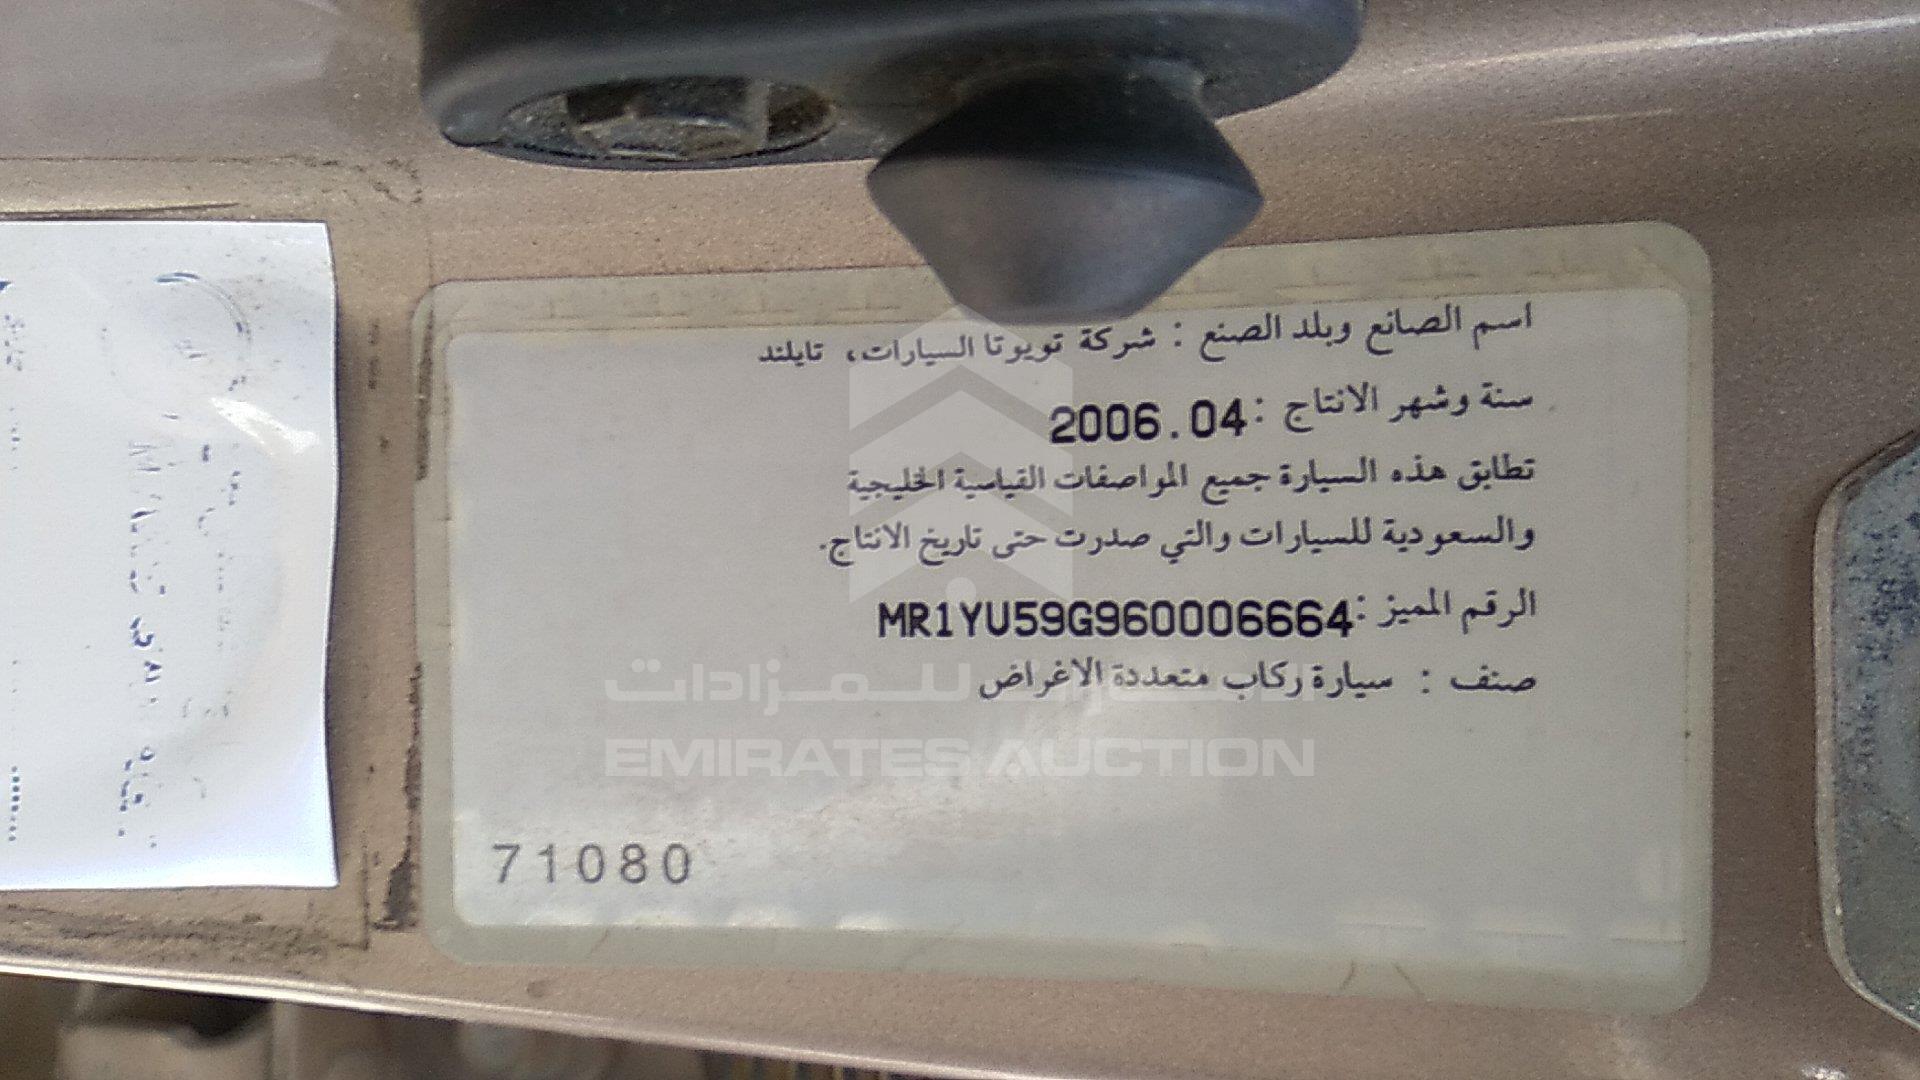 اسم الصانع وبلد الصنع : شركة تويوتا السيارات، تايلند
سنة وشهر الانتاج :2006.04
تطابق هذه السيارة جميع المواصفات القياسية الخليجية
والسعودية للسيارات والتي صدرت حتى تاريخ الانتاج.
الرقم المميز :MR1YU59G960006664
صنف : سيارة ركاب متعددة الاغراض
الامارات للمزادات
EMIRATES AUCTION
71080